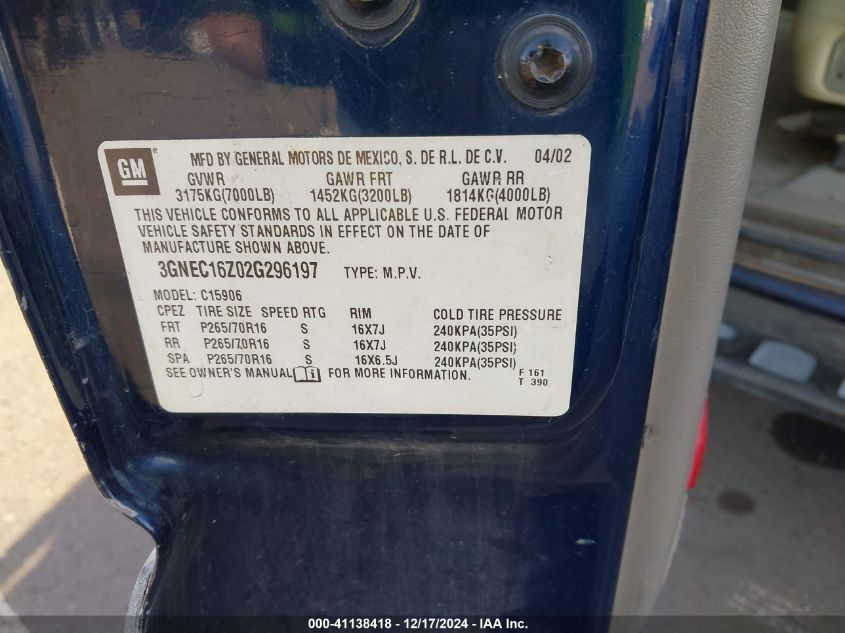 GM
MFD BY GENERAL MOTORS DE MEXICO, S. DE R.L. DE C.V. 04/02
GVWR GAWR FRT GAWR RR
3175KG(7000LB) 1452KG(3200LB) 1814KG(4000LB)
THIS VEHICLE CONFORMS TO ALL APPLICABLE U.S. FEDERAL MOTOR
VEHICLE SAFETY STANDARDS IN EFFECT ON THE DATE OF
MANUFACTURE SHOWN ABOVE.
3GNEC16Z02G296197 TYPE: M.P.V.
MODEL: C15906
CPEZ TIRE SIZE SPEED RTG RIM COLD TIRE PRESSURE
FRT P265/70R16 S 16X7J 240KPA(35PSI)
RR P265/70R16 S 16X7J 240KPA(35PSI)
SPA P265/70R16 S 16X6.5J 240KPA(35PSI)
SEE OWNER'S MANUAL FOR MORE INFORMATION. F 161
T 390
000-41138418 - 12/17/2024 - IAA Inc.